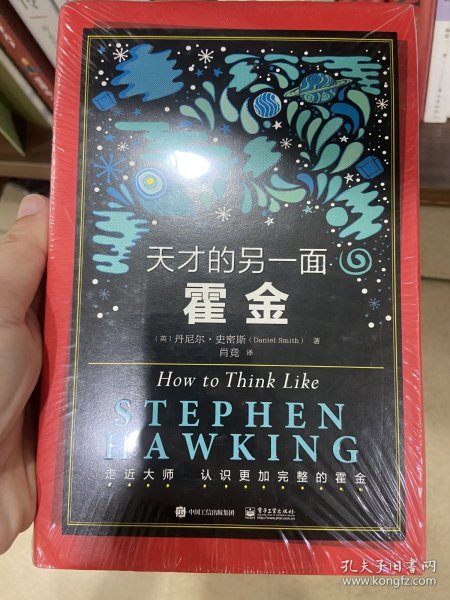 天才的另一面
霍金
（英）丹尼尔·史密斯（Daniel Smith） 著
肖竞 译
How to Think Like
STEPHEN
HAWKING
走近大师 认识更加完整的霍金
中国工信出版集团
电子工业出版社
孔夫子旧书网
www.kongfz.com